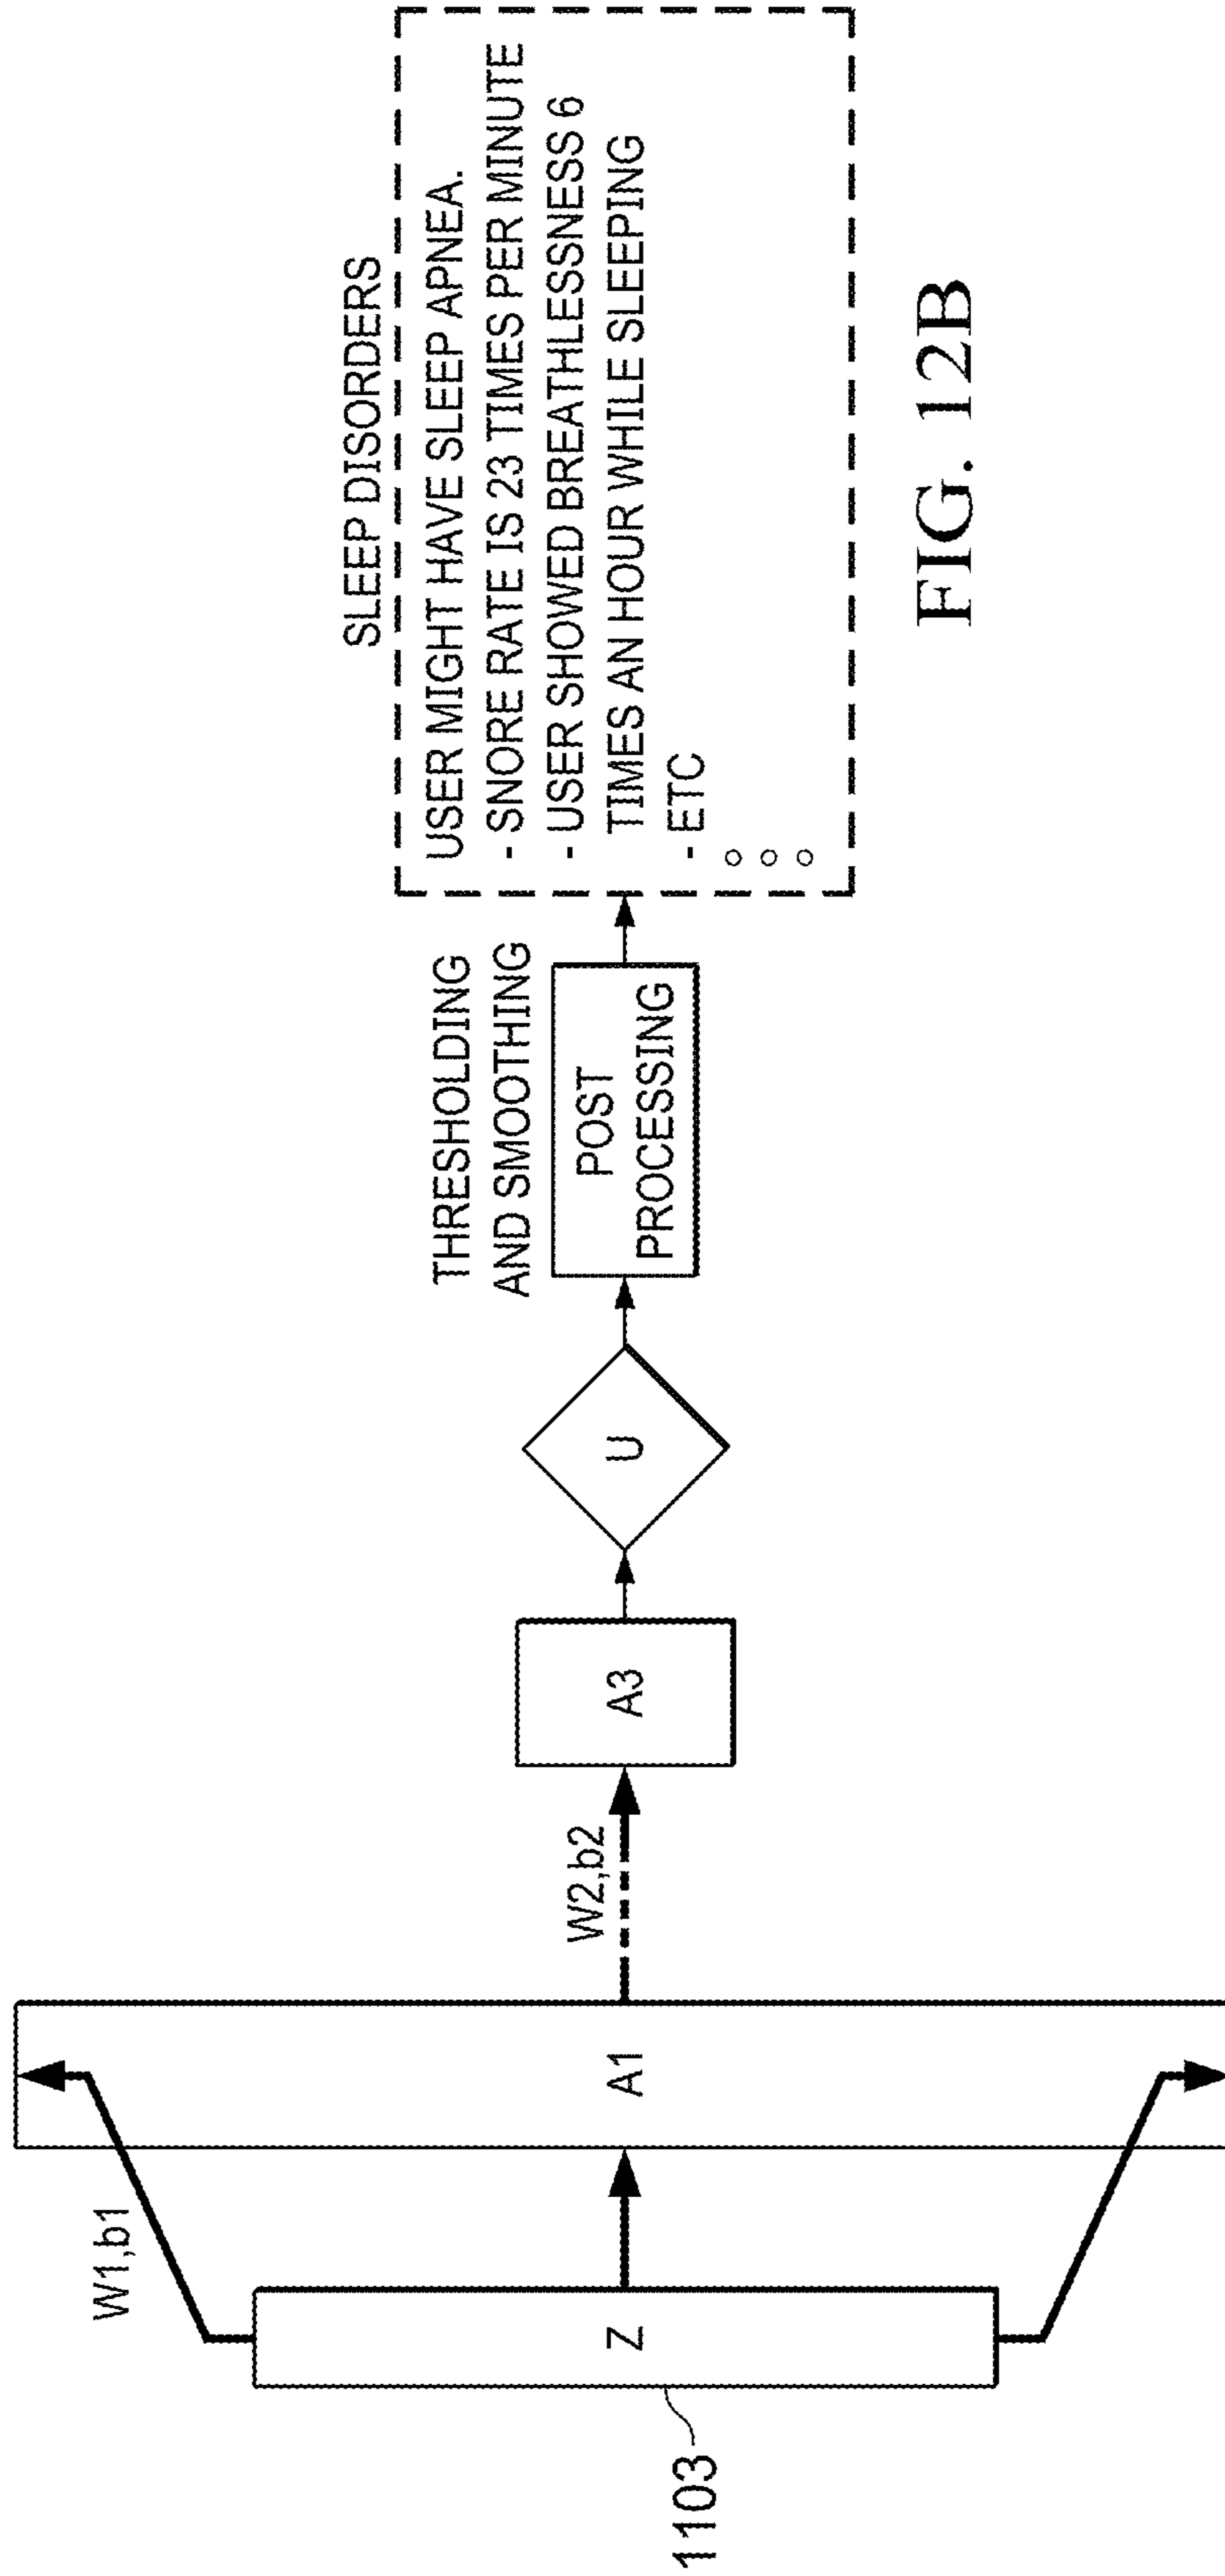 1103
Z
W1,b1
A1
W2,b2
A3
U
THRESHOLDING
AND SMOOTHING
POST
PROCESSING
SLEEP DISORDERS
USER MIGHT HAVE SLEEP APNEA.
- SNORE RATE IS 23 TIMES PER MINUTE
- USER SHOWED BREATHLESSNESS 6
TIMES AN HOUR WHILE SLEEPING
- ETC
FIG. 12B